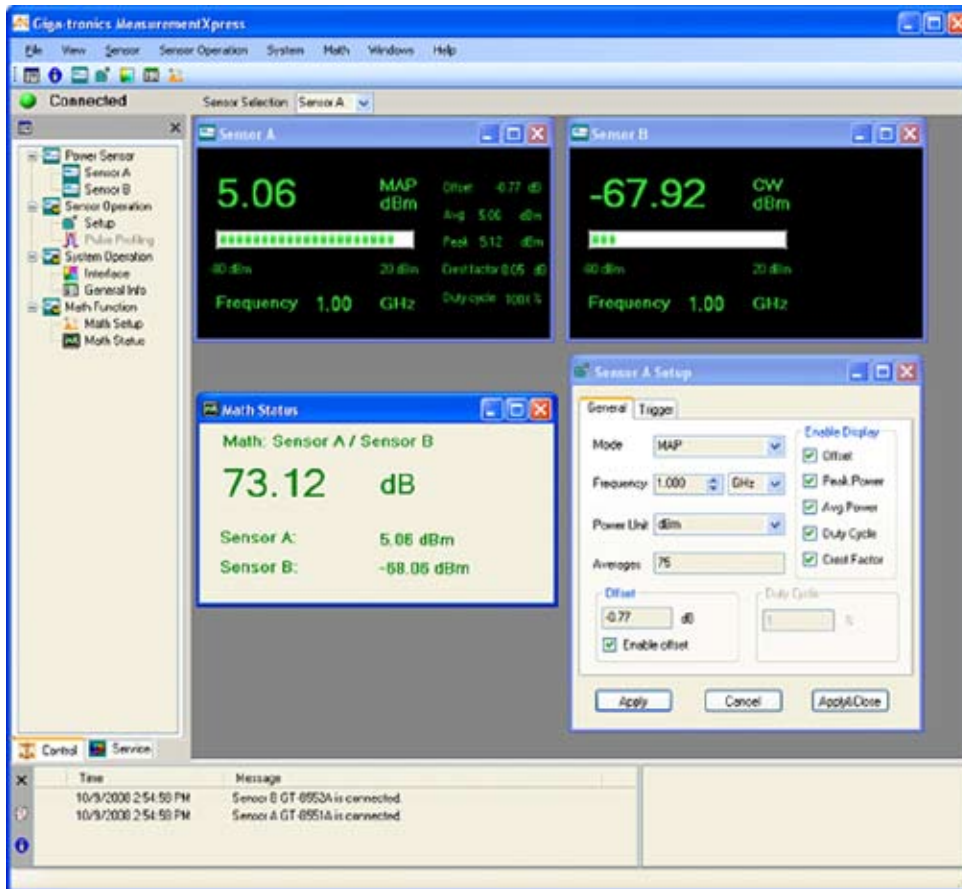 Giga-tronics MeasurementXpress
File View Sensor Sensor Operation System Math Windows Help
Connected
Sensor Selection: Sensor A
Power Sensor
Sensor A
Sensor B
Sensor Operation
Setup
Pulse Profiling
System Operation
Interface
General Info
Math Function
Math Setup
Math Status
Control Service
Sensor A
5.06 MAP dBm
-80 dBm 20 dBm
Frequency 1.00 GHz
Offset -0.77 dB
Avg 5.06 dBm
Peak 5.12 dBm
Crest factor 0.05 dB
Duty cycle %
Sensor B
-67.92 CW dBm
-80 dBm 20 dBm
Frequency 1.00 GHz
Math Status
Math: Sensor A / Sensor B
73.12 dB
Sensor A: 5.06 dBm
Sensor B: -68.06 dBm
Sensor A Setup
General Trigger
Mode MAP
Frequency 1.000 GHz
Power Unit dBm
Averages 75
Enable Display
Offset
Peak Power
Avg Power
Duty Cycle
Crest Factor
Offset
-0.77 dB
Enable offset
Duty Cycle
1 %
Apply Cancel Apply&Close
Time Message
10/9/2008 2:54:58 PM Sensor B GT-8552A is connected.
10/9/2008 2:54:58 PM Sensor A GT-8551A is connected.